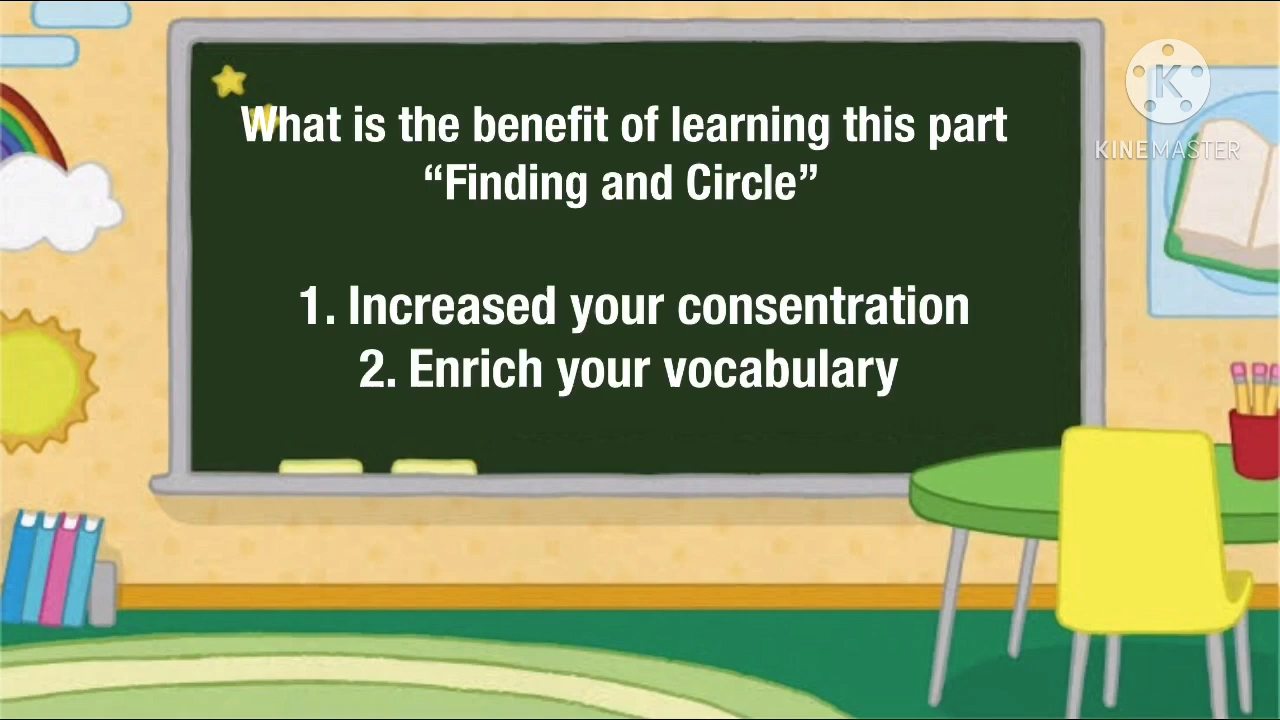 What is the benefit of learning this part
“Finding and Circle”
1. Increased your consentration
2. Enrich your vocabulary
K
KINEMASTER